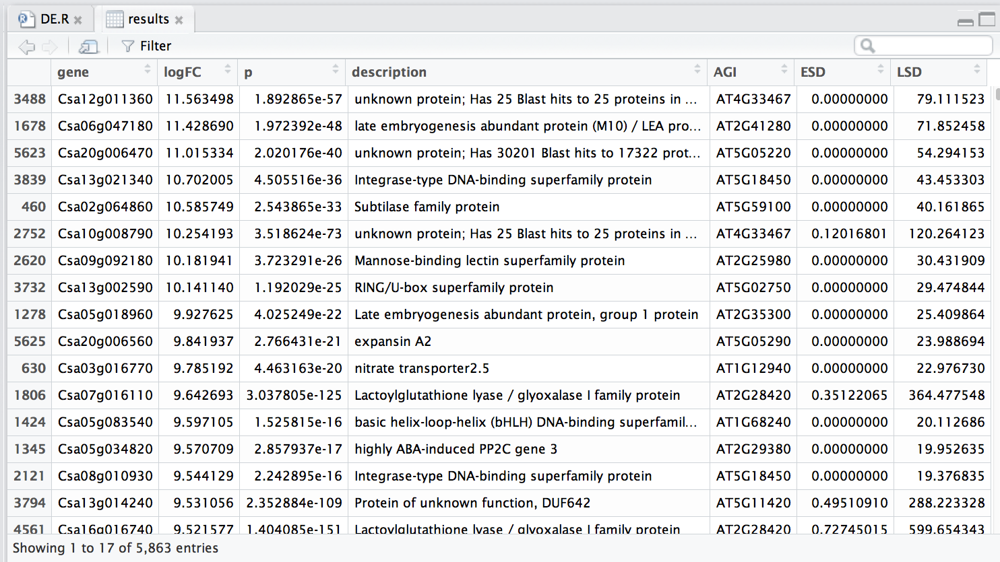 DE.R results
Filter
gene logFC p description AGI ESD LSD
3488 Csa12g011360 11.563498 1.892865e-57 unknown protein; Has 25 Blast hits to 25 proteins in ... AT4G33467 0.00000000 79.111523
1678 Csa06g047180 11.428690 1.972392e-48 late embryogenesis abundant protein (M10) / LEA pro... AT2G41280 0.00000000 71.852458
5623 Csa20g006470 11.015334 2.020176e-40 unknown protein; Has 30201 Blast hits to 17322 prot... AT5G05220 0.00000000 54.294153
3839 Csa13g021340 10.702005 4.505516e-36 Integrase-type DNA-binding superfamily protein AT5G18450 0.00000000 43.453303
460 Csa02g064860 10.585749 2.543865e-33 Subtilase family protein AT5G59100 0.00000000 40.161865
2752 Csa10g008790 10.254193 3.518624e-73 unknown protein; Has 25 Blast hits to 25 proteins in ... AT4G33467 0.12016801 120.264123
2620 Csa09g092180 10.181941 3.723291e-26 Mannose-binding lectin superfamily protein AT2G25980 0.00000000 30.431909
3732 Csa13g002590 10.141140 1.192029e-25 RING/U-box superfamily protein AT5G02750 0.00000000 29.474844
1278 Csa05g018960 9.927625 4.025249e-22 Late embryogenesis abundant protein, group 1 protein AT2G35300 0.00000000 25.409864
5625 Csa20g006560 9.841937 2.766431e-21 expansin A2 AT5G05290 0.00000000 23.988694
630 Csa03g016770 9.785192 4.463163e-20 nitrate transporter2.5 AT1G12940 0.00000000 22.976730
1806 Csa07g016110 9.642693 3.037805e-125 Lactoylglutathione lyase / glyoxalase I family protein AT2G28420 0.35122065 364.477548
1424 Csa05g083540 9.597105 1.525815e-16 basic helix-loop-helix (bHLH) DNA-binding superfamil... AT1G68240 0.00000000 20.112686
1345 Csa05g034820 9.570709 2.857937e-17 highly ABA-induced PP2C gene 3 AT2G29380 0.00000000 19.952635
2121 Csa08g010930 9.544129 2.242895e-16 Integrase-type DNA-binding superfamily protein AT5G18450 0.00000000 19.376835
3794 Csa13g014240 9.531056 2.352884e-109 Protein of unknown function, DUF642 AT5G11420 0.49510910 288.223328
4561 Csa16g016740 9.521577 1.404085e-151 Lactoylglutathione lyase / glyoxalase I family protein AT2G28420 0.72745015 599.654343
Showing 1 to 17 of 5,863 entries